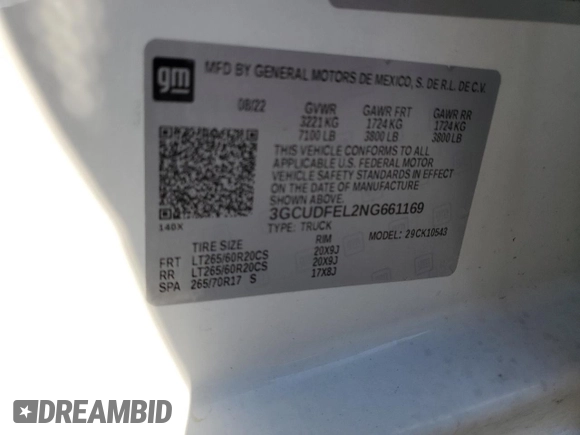 gm
MFD BY GENERAL MOTORS DE MEXICO, S. DE R.L. DE C.V.
08/22 GVWR GAWR FRT GAWR RR
3221 KG 1724 KG 1724 KG
7100 LB 3800 LB 3800 LB
THIS VEHICLE CONFORMS TO ALL
APPLICABLE U.S. FEDERAL MOTOR
VEHICLE SAFETY STANDARDS IN EFFECT
ON THE DATE OF MANUFACTURE
SHOWN ABOVE.
3GCUDFEL2NG661169
140X TYPE: TRUCK MODEL: 29CK10543
TIRE SIZE RIM
FRT LT265/60R20CS 20X9J
RR LT265/60R20CS 20X9J
SPA 265/70R17 S 17X8J
DREAMBID